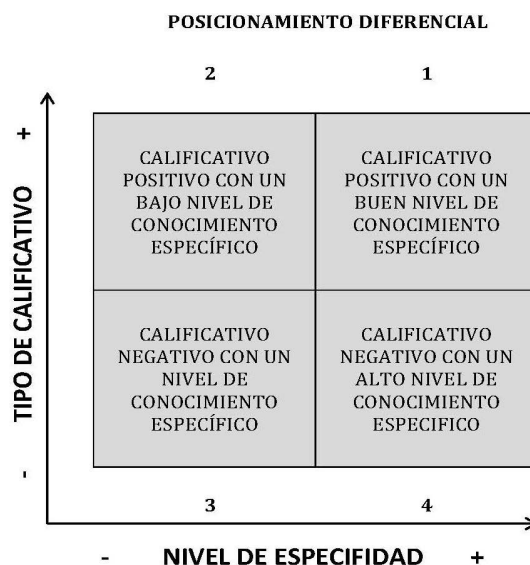 POSICIONAMIENTO DIFERENCIAL
2
1
+
TIPO DE CALIFICATIVO
-
CALIFICATIVO
POSITIVO CON UN
BAJO NIVEL DE
CONOCIMIENTO
ESPECÍFICO
CALIFICATIVO
POSITIVO CON UN
BUEN NIVEL DE
CONOCIMIENTO
ESPECÍFICO
CALIFICATIVO
NEGATIVO CON UN
NIVEL DE
CONOCIMIENTO
ESPECÍFICO
CALIFICATIVO
NEGATIVO CON UN
ALTO NIVEL DE
CONOCIMIENTO
ESPECIFICO
3
4
- NIVEL DE ESPECIFIDAD +